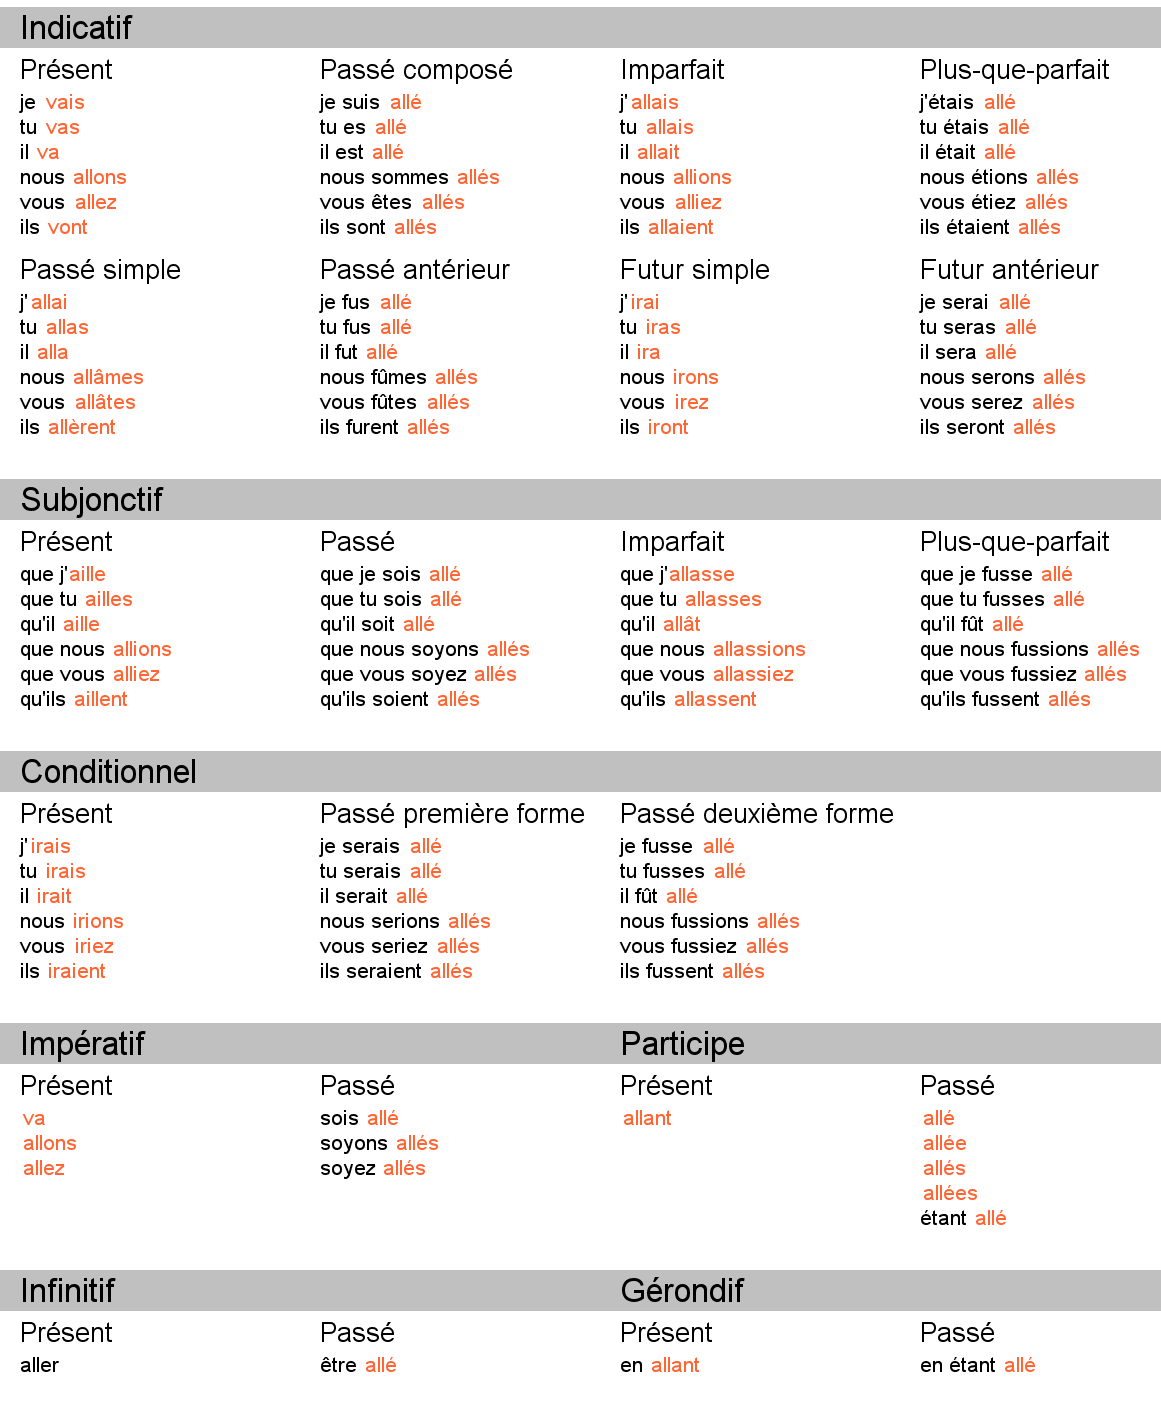 Indicatif
Présent
je vais
tu vas
il va
nous allons
vous allez
ils vont
Passé composé
je suis allé
tu es allé
il est allé
nous sommes allés
vous êtes allés
ils sont allés
Imparfait
j'allais
tu allais
il allait
nous allions
vous alliez
ils allaient
Plus-que-parfait
j'étais allé
tu étais allé
il était allé
nous étions allés
vous étiez allés
ils étaient allés
Passé simple
j'allai
tu allas
il alla
nous allâmes
vous allâtes
ils allèrent
Passé antérieur
je fus allé
tu fus allé
il fut allé
nous fûmes allés
vous fûtes allés
ils furent allés
Futur simple
j'irai
tu iras
il ira
nous irons
vous irez
ils iront
Futur antérieur
je serai allé
tu seras allé
il sera allé
nous serons allés
vous serez allés
ils seront allés
Subjonctif
Présent
que j'aille
que tu ailles
qu'il aille
que nous allions
que vous alliez
qu'ils aillent
Passé
que je sois allé
que tu sois allé
qu'il soit allé
que nous soyons allés
que vous soyez allés
qu'ils soient allés
Imparfait
que j'allasse
que tu allasses
qu'il allât
que nous allassions
que vous allassiez
qu'ils allassent
Plus-que-parfait
que je fusse allé
que tu fusses allé
qu'il fût allé
que nous fussions allés
que vous fussiez allés
qu'ils fussent allés
Conditionnel
Présent
j'irais
tu irais
il irait
nous irions
vous iriez
ils iraient
Passé première forme
je serais allé
tu serais allé
il serait allé
nous serions allés
vous seriez allés
ils seraient allés
Passé deuxième forme
je fusse allé
tu fusses allé
il fût allé
nous fussions allés
vous fussiez allés
ils fussent allés
Impératif
Présent
va
allons
allez
Passé
sois allé
soyons allés
soyez allés
Participe
Présent
allant
Passé
allé
allée
allés
allées
étant allé
Infinitif
Présent
aller
Passé
être allé
Gérondif
Présent
en allant
Passé
en étant allé